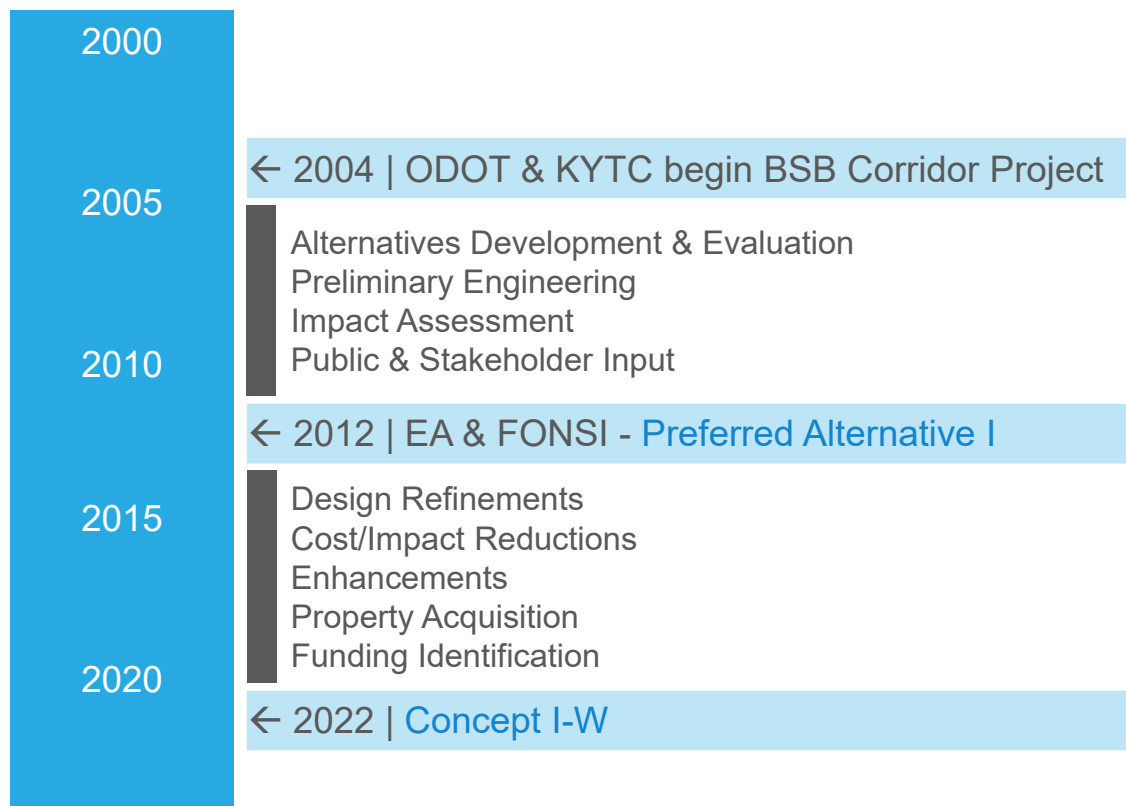 2000
← 2004 | ODOT & KYTC begin BSB Corridor Project
2005
Alternatives Development & Evaluation
Preliminary Engineering
Impact Assessment
Public & Stakeholder Input
2010
← 2012 | EA & FONSI - Preferred Alternative I
Design Refinements
2015
Cost/Impact Reductions
Enhancements
Property Acquisition
Funding Identification
2020
← 2022 | Concept I-W